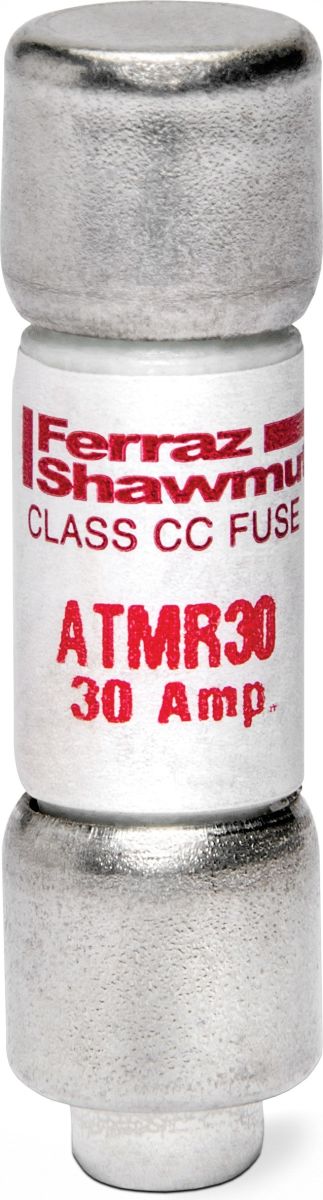 Ferraz
Shawmut
CLASS CC FUSE
ATMR30
30 Amp.